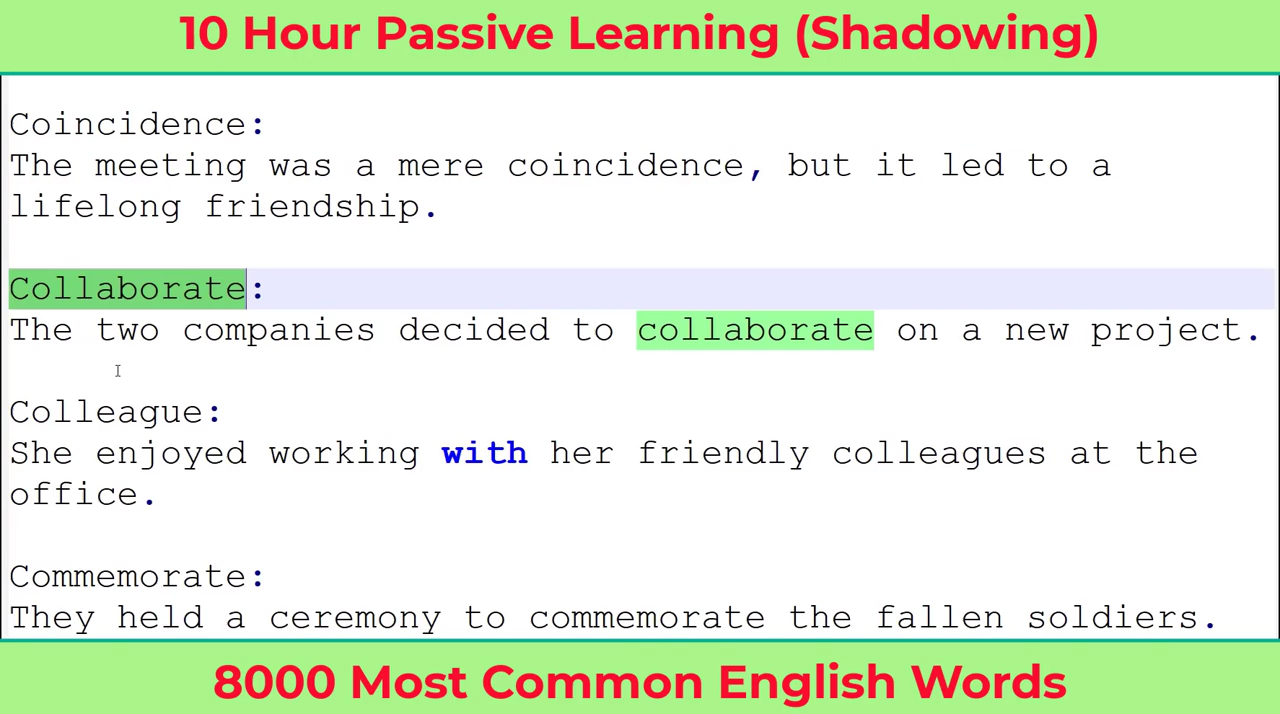 10 Hour Passive Learning (Shadowing)
Coincidence:
The meeting was a mere coincidence, but it led to a
lifelong friendship.
Collaborate:
The two companies decided to collaborate on a new project.
Colleague:
She enjoyed working with her friendly colleagues at the
office.
Commemorate:
They held a ceremony to commemorate the fallen soldiers.
8000 Most Common English Words